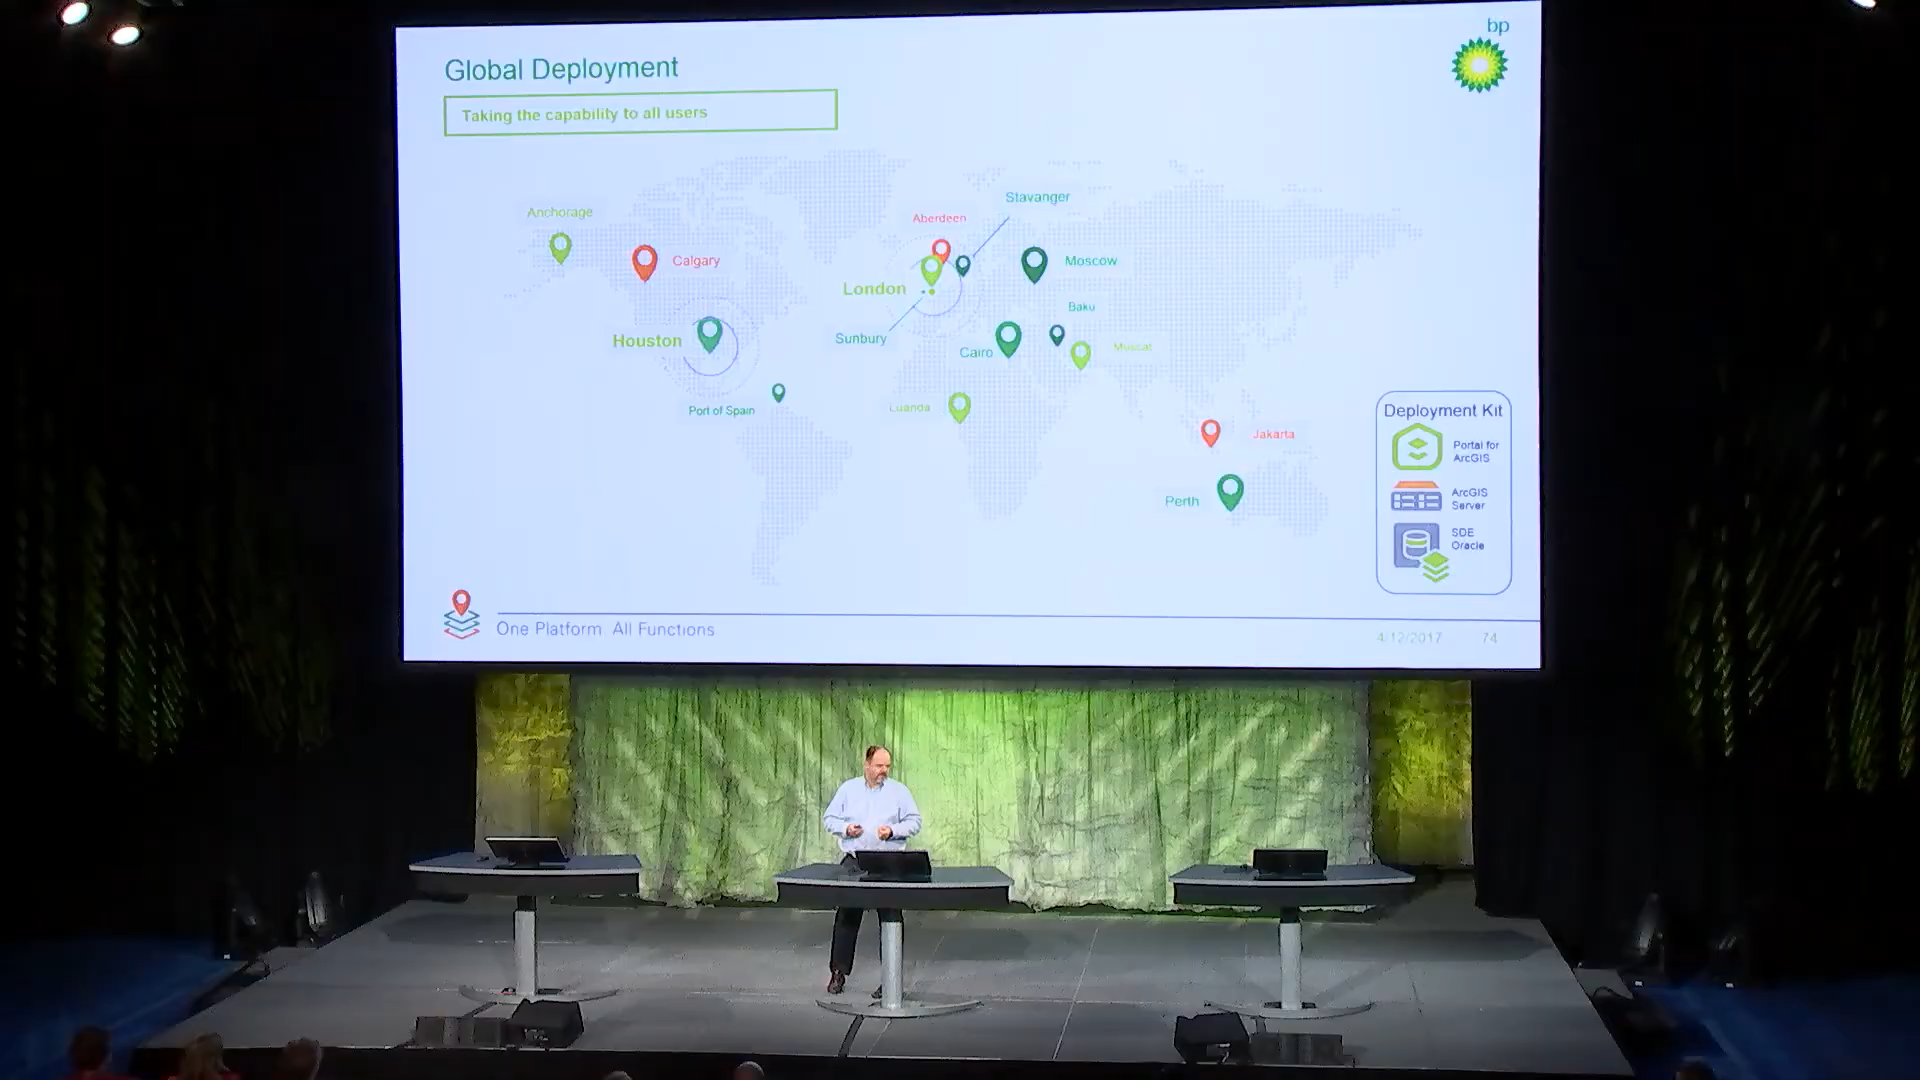 bp
Global Deployment
Taking the capability to all users
Stavanger
Anchorage
Aberdeen
Calgary
Moscow
London
Baku
Houston
Sunbury
Cairo
Muscat
Port of Spain
Luanda
Jakarta
Perth
Deployment Kit
Portal for
ArcGIS
ArcGIS
Server
SDE
Oracle
One Platform All Functions
4/12/2017 74